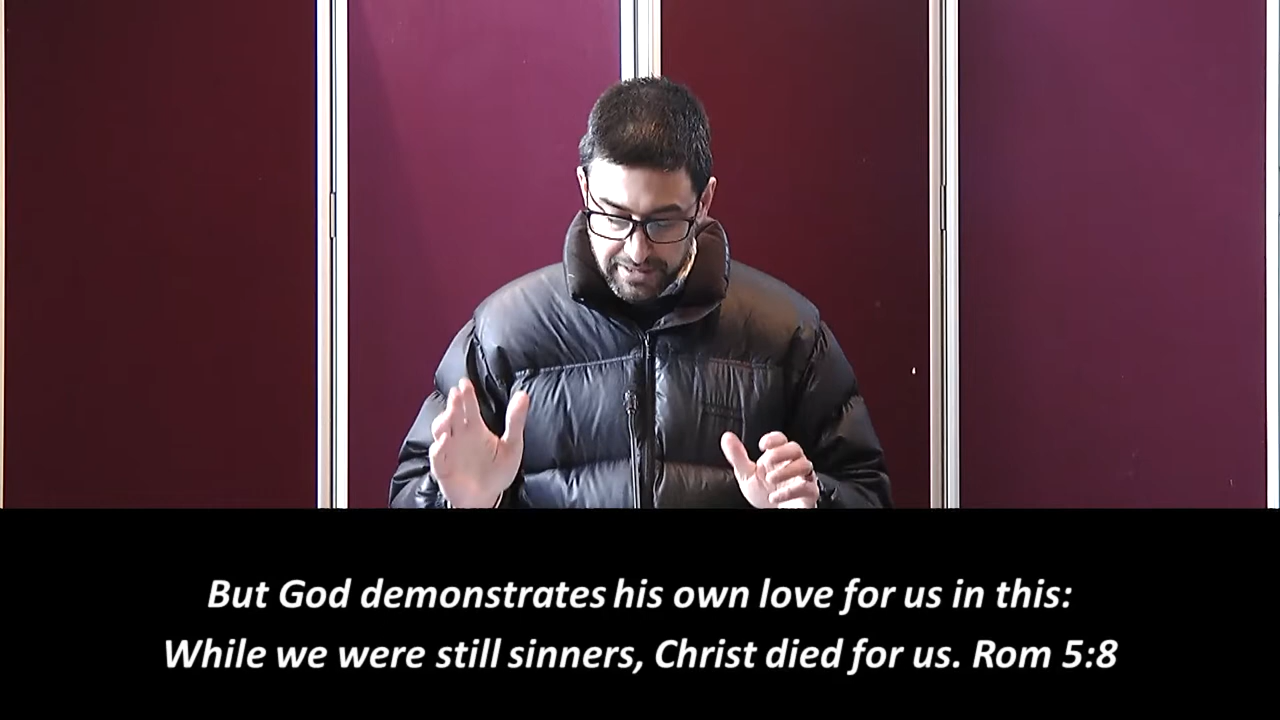 But God demonstrates his own love for us in this:
While we were still sinners, Christ died for us. Rom 5:8